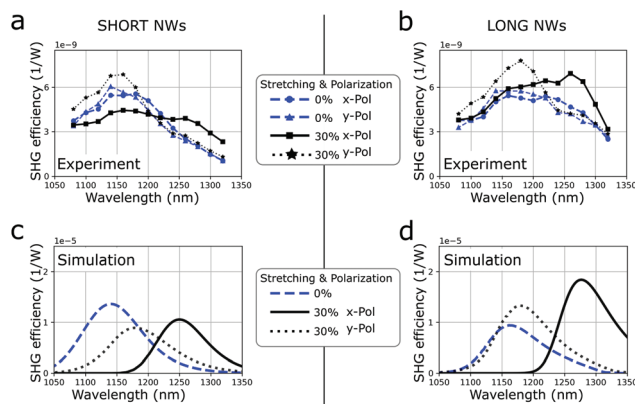 SHORT NWs
LONG NWs
a
1e-9
SHG efficiency (1/W)
6
3
0
Experiment
1050 1100 1150 1200 1250 1300 1350
Wavelength (nm)
Stretching & Polarization
0% x-Pol
0% y-Pol
30% x-Pol
30% y-Pol
b
1e-9
SHG efficiency (1/W)
6
3
0
Experiment
1050 1100 1150 1200 1250 1300 1350
Wavelength (nm)
c
1e-5
SHG efficiency (1/W)
2
1
0
Simulation
1050 1100 1150 1200 1250 1300 1350
Wavelength (nm)
Stretching & Polarization
0%
30% x-Pol
30% y-Pol
d
1e-5
SHG efficiency (1/W)
2
1
0
Simulation
1050 1100 1150 1200 1250 1300 1350
Wavelength (nm)